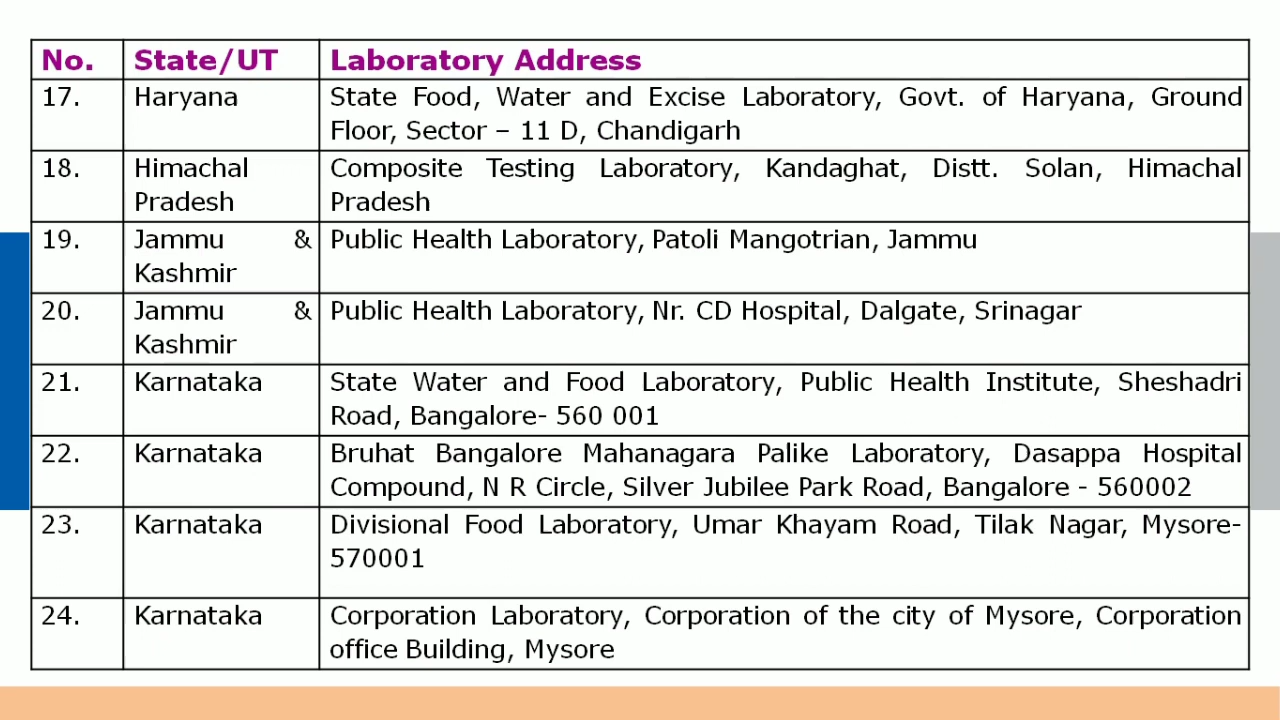 No. State/UT Laboratory Address
17. Haryana State Food, Water and Excise Laboratory, Govt. of Haryana, Ground
Floor, Sector – 11 D, Chandigarh
18. Himachal Composite Testing Laboratory, Kandaghat, Distt. Solan, Himachal
Pradesh Pradesh
19. Jammu & Public Health Laboratory, Patoli Mangotrian, Jammu
Kashmir
20. Jammu & Public Health Laboratory, Nr. CD Hospital, Dalgate, Srinagar
Kashmir
21. Karnataka State Water and Food Laboratory, Public Health Institute, Sheshadri
Road, Bangalore- 560 001
22. Karnataka Bruhat Bangalore Mahanagara Palike Laboratory, Dasappa Hospital
Compound, N R Circle, Silver Jubilee Park Road, Bangalore - 560002
23. Karnataka Divisional Food Laboratory, Umar Khayam Road, Tilak Nagar, Mysore-
570001
24. Karnataka Corporation Laboratory, Corporation of the city of Mysore, Corporation
office Building, Mysore